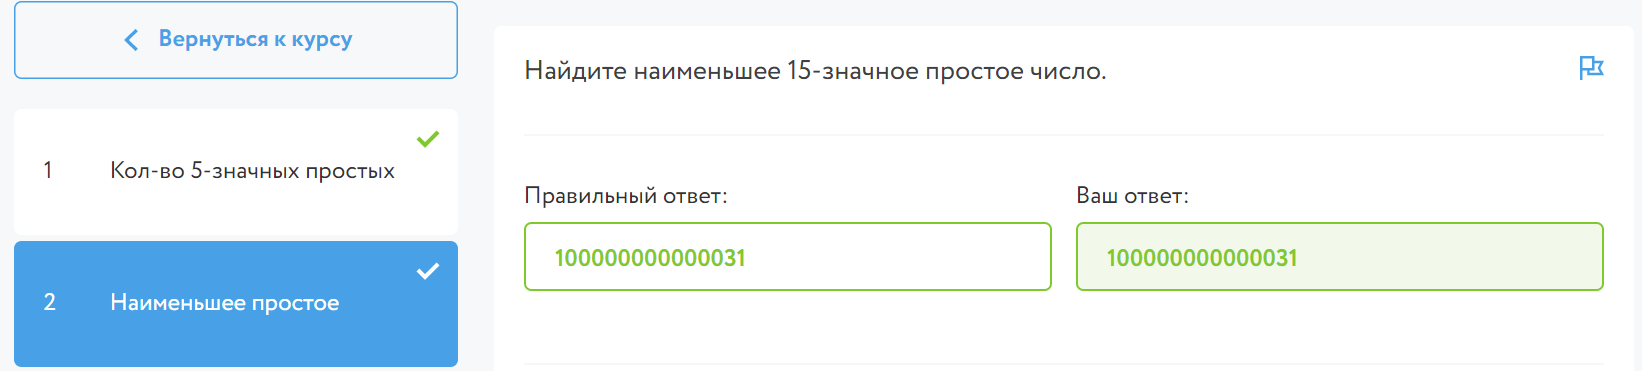 Вернуться к курсу
1 Кол-во 5-значных простых
2 Наименьшее простое
Найдите наименьшее 15-значное простое число.
Правильный ответ:
100000000000031
Ваш ответ:
100000000000031